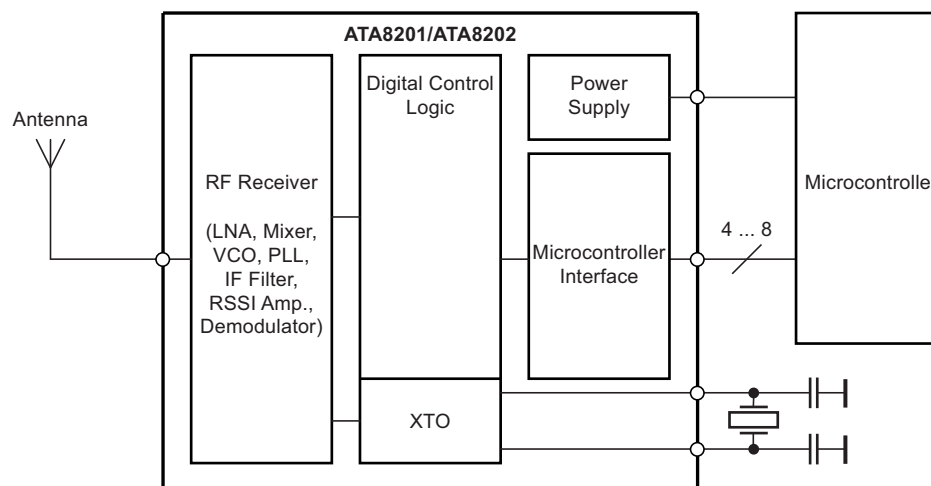 ATA8201/ATA8202
Antenna
RF Receiver
(LNA, Mixer,
VCO, PLL,
IF Filter,
RSSI Amp.,
Demodulator)
Digital Control
Logic
XTO
Power
Supply
Microcontroller
Interface
4 ... 8
Microcontrolle